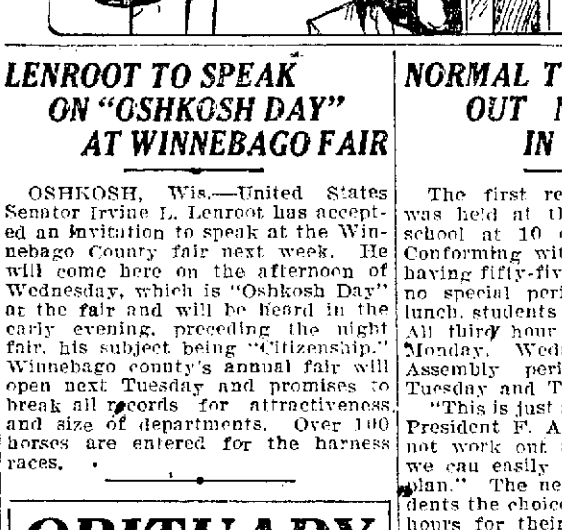 LENROOT TO SPEAK
ON "OSHKOSH DAY"
AT WINNEBAGO FAIR
OSHKOSH, Wis.—United States
Senator Irvine L. Lenroot has accept-
ed an invitation to speak at the Win-
nebago County fair next week. He
will come here on the afternoon of
Wednesday, which is "Oshkosh Day"
at the fair and will be heard in the
early evening, preceding the night
fair, his subject being "Citizenship."
Winnebago county's annual fair will
open next Tuesday and promises to
break all records for attractiveness
and size of departments. Over 100
horses are entered for the harness
races.
OBITUARY
NORMAL T
OUT
IN
The first re
was held at th
school at 10
Conforming wit
having fifty-fiv
no special peri
lunch, students
All third hour
Monday, Wed
Assembly peri
Tuesday and T
"This is just
President F. A
not work out
we can easily
plan." The ne
dents the choice
hours for their